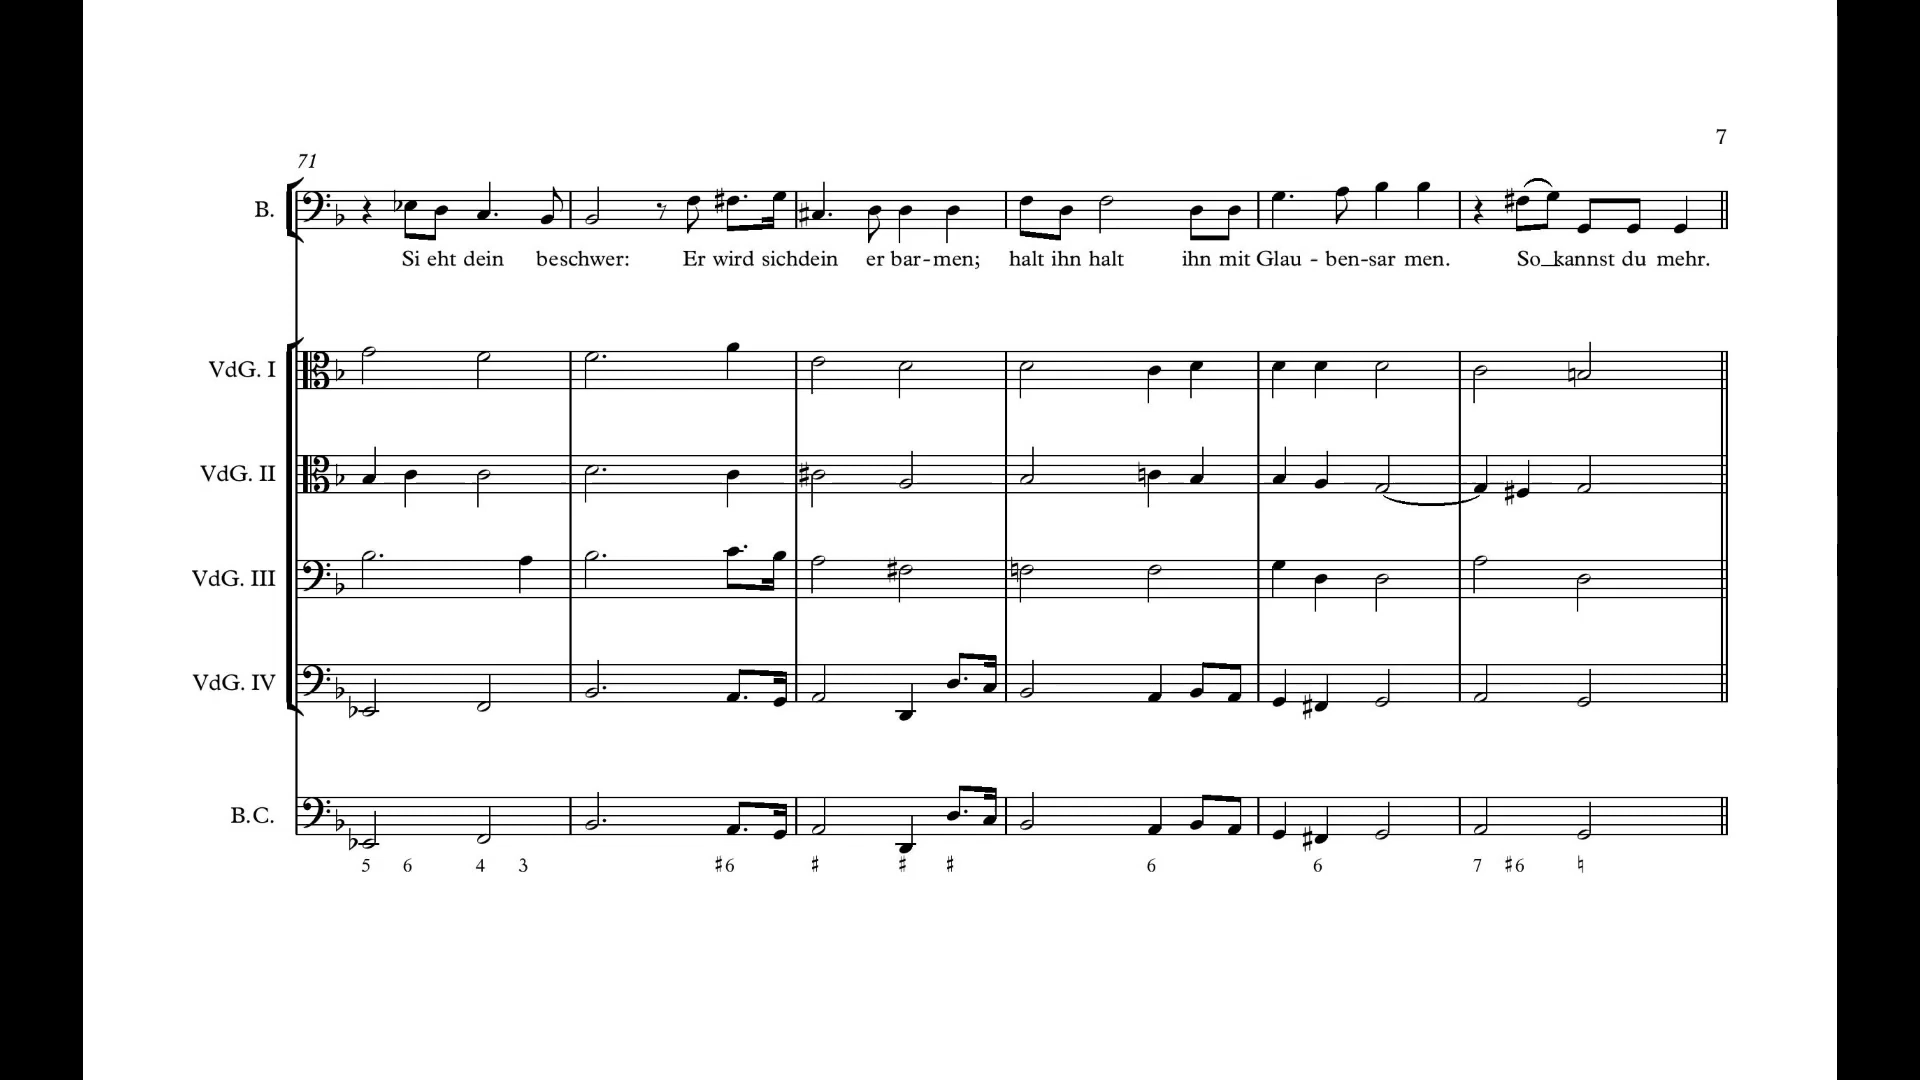 7
71
B.
Si eht dein beschwer: Er wird sichdein er bar-men; halt ihn halt ihn mit Glau - ben-sar men. So_kannst du mehr.
VdG. I
VdG. II
VdG. III
VdG. IV
B.C.
5 6 4 3 ♯6 ♯ ♯ ♯ 6 6 7 ♯6 ♮